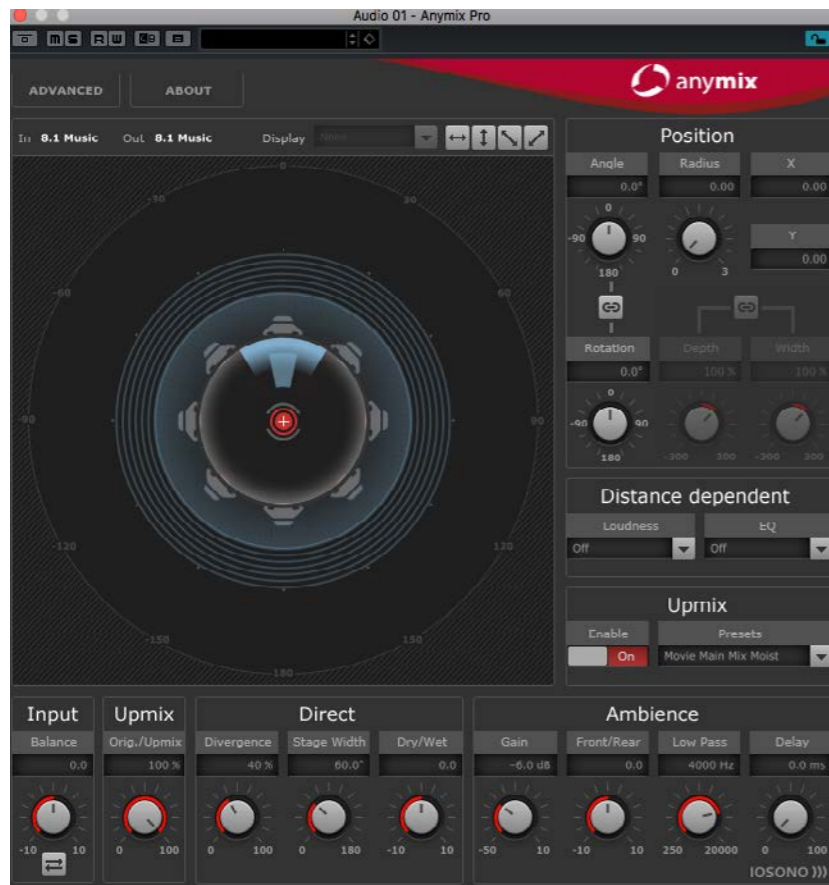 Audio 01 - Anymix Pro
M S R W
ADVANCED ABOUT
anymix
In 8.1 Music Out 8.1 Music Display None
0
-30 30
-60 60
-90 90
-120 120
-150 150
180
Position
Angle Radius X
0.0° 0.00 0.00
0
-90 90
180
0 3
Y
0.00
Rotation Depth Width
0.0° 100 % 100 %
0
-90 90
180
-300 300 -300 300
Distance dependent
Loudness EQ
Off Off
Upmix
Enable Presets
On Movie Main Mix Moist
Input Upmix Direct Ambience
Balance Orig./Upmix Divergence Stage Width Dry/Wet Gain Front/Rear Low Pass Delay
0.0 100 % 40 % 60.0° 0.0 -6.0 dB 0.0 4000 Hz 0.0 ms
-10 10 0 100 0 100 0 180 -10 10 -50 10 -10 10 250 20000 0 100
IOSONO